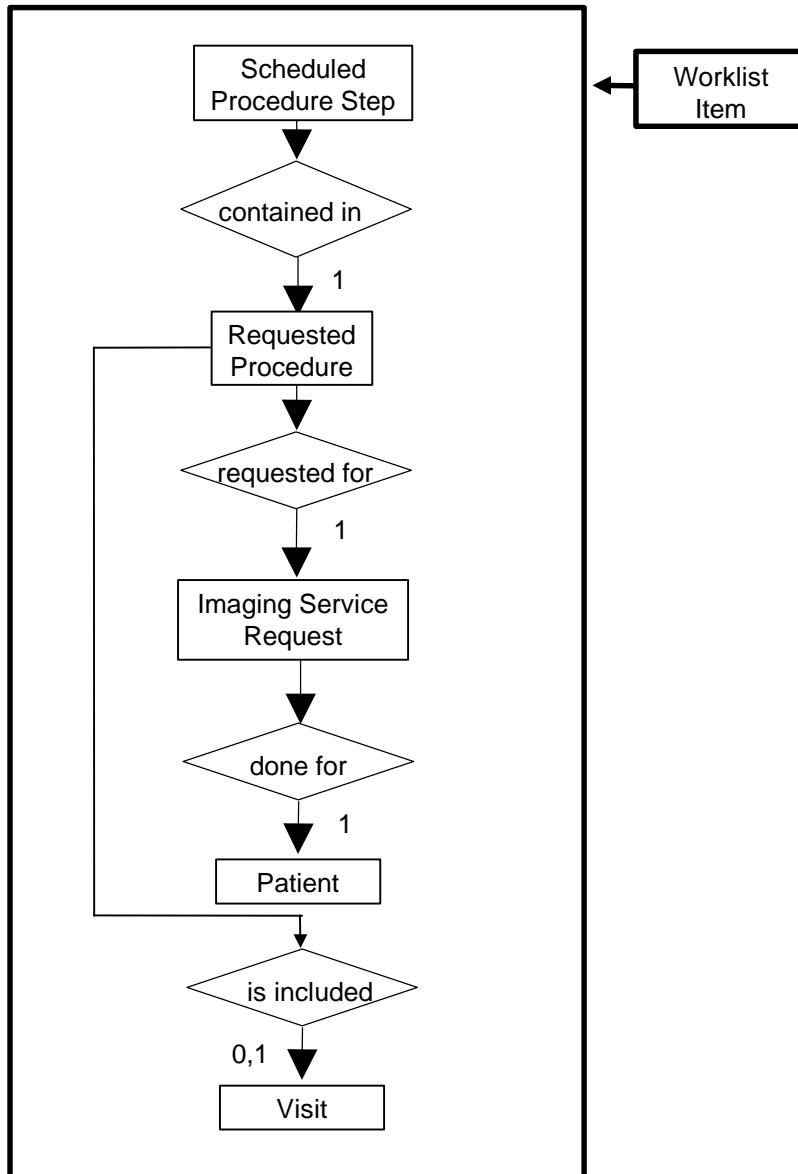 Scheduled
Procedure Step
Worklist
Item
contained in
1
Requested
Procedure
requested for
1
Imaging Service
Request
done for
1
Patient
is included
0,1
Visit